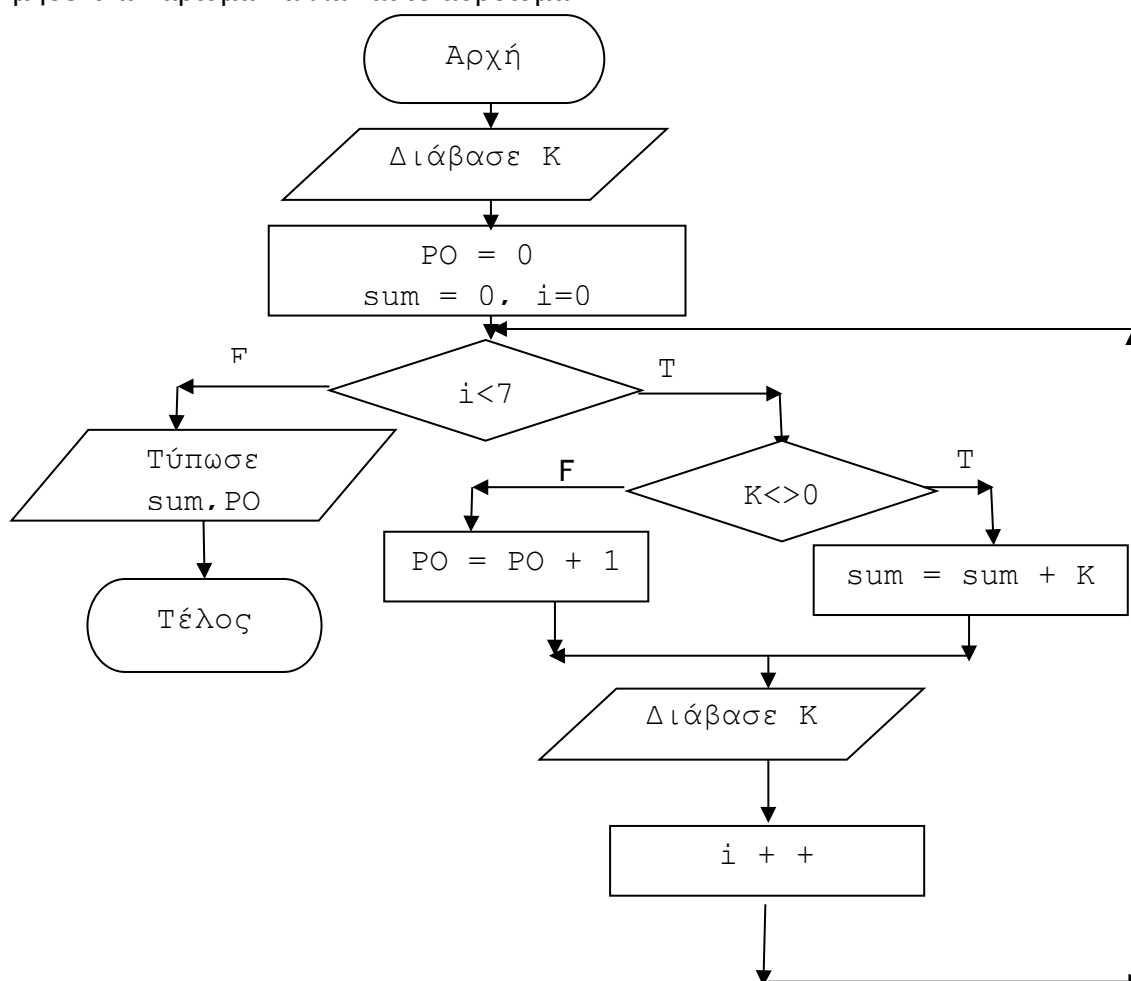 Αρχή
Διάβασε Κ
PO = 0
sum = 0, i=0
F
i<7
T
Τύπωσε
sum,PO
F
K<>0
T
PO = PO + 1
sum = sum + K
Τέλος
Διάβασε Κ
i + +